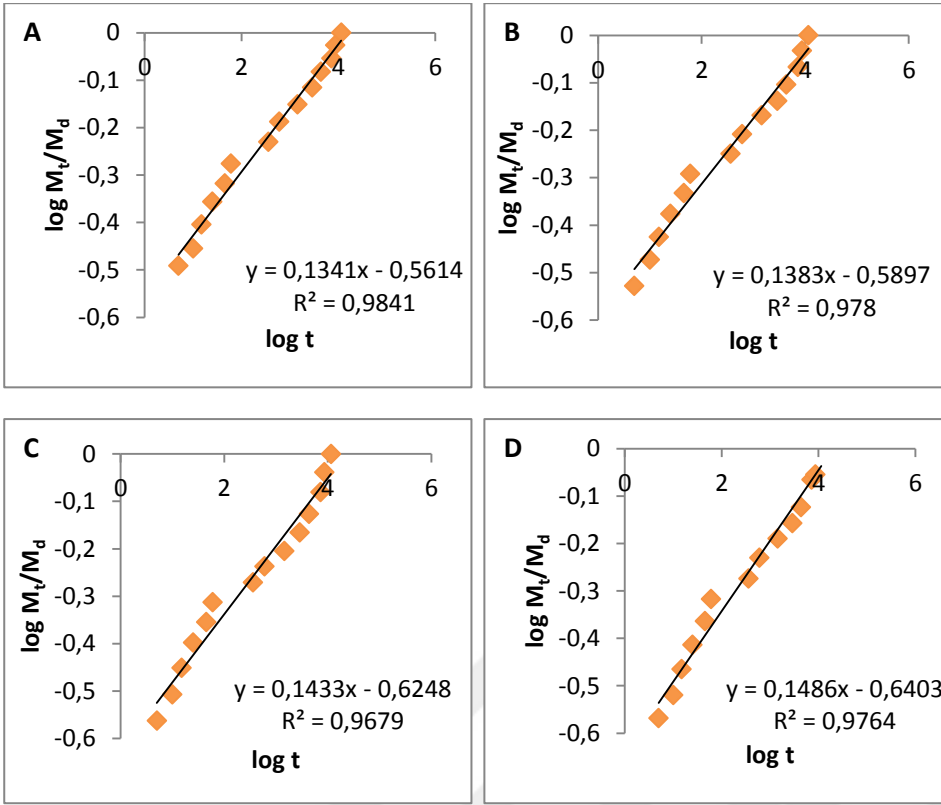 A
0
-0,1
-0,2
-0,3
-0,4
-0,5
-0,6
0 2 4 6
log Mt/Md
y = 0,1341x - 0,5614
R² = 0,9841
log t
B
0
-0,1
-0,2
-0,3
-0,4
-0,5
-0,6
0 2 4 6
log Mt/Md
y = 0,1383x - 0,5897
R² = 0,978
log t
C
0
-0,1
-0,2
-0,3
-0,4
-0,5
-0,6
0 2 4 6
log Mt/Md
y = 0,1433x - 0,6248
R² = 0,9679
log t
D
0
-0,1
-0,2
-0,3
-0,4
-0,5
-0,6
0 2 4 6
log Mt/Md
y = 0,1486x - 0,6403
R² = 0,9764
log t